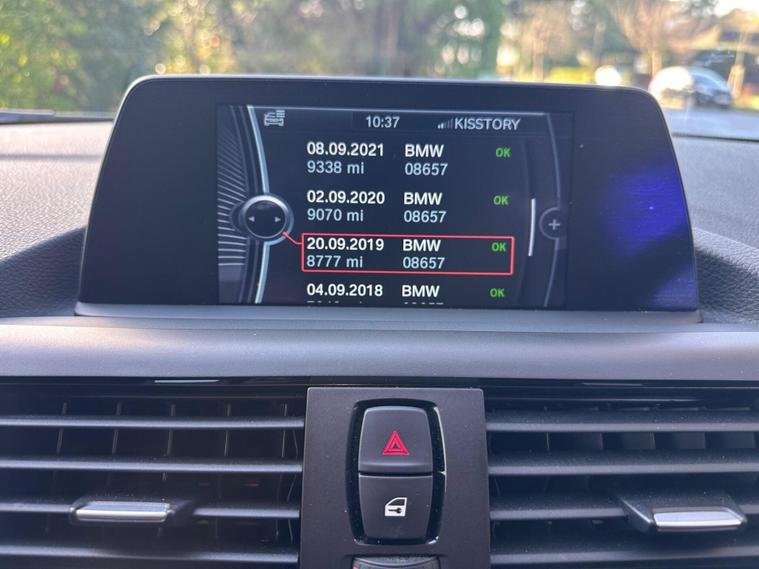 10:37 KISSTORY
08.09.2021 BMW OK
9338 mi 08657
02.09.2020 BMW OK
9070 mi 08657
20.09.2019 BMW OK
8777 mi 08657
04.09.2018 BMW OK